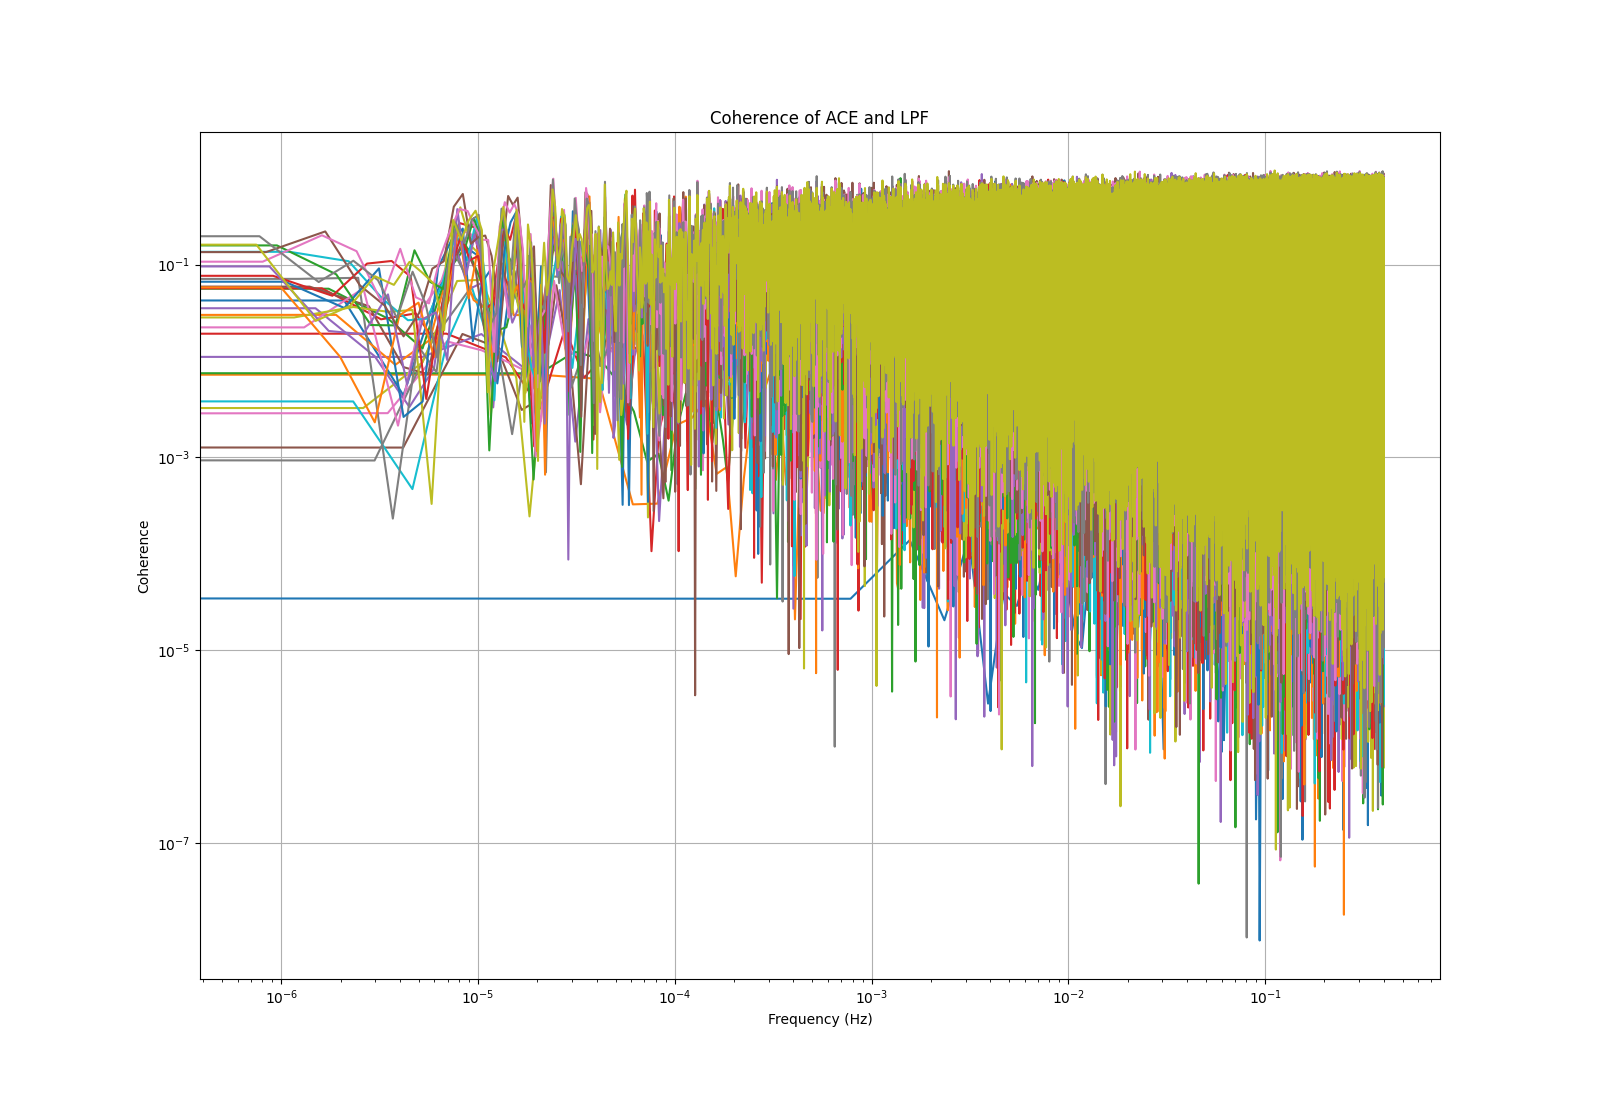 Coherence of ACE and LPF
Coherence
10⁻¹
10⁻³
10⁻⁵
10⁻⁷
10⁻⁶ 10⁻⁵ 10⁻⁴ 10⁻³ 10⁻² 10⁻¹
Frequency (Hz)